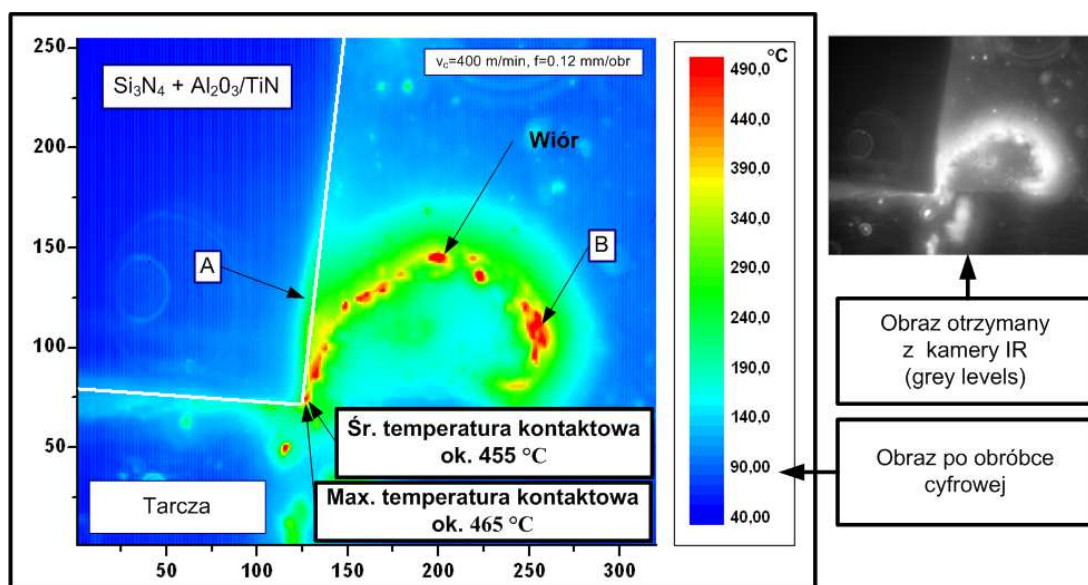 250
200
150
100
50
50
100
150
200
250
300
Si₃N₄ + Al₂0₃/TiN
v꜀=400 m/min, f=0.12 mm/obr
Wiór
A
B
Śr. temperatura kontaktowa
ok. 455 °C
Max. temperatura kontaktowa
ok. 465 °C
Tarcza
°C
490,0
440,0
390,0
340,0
290,0
240,0
190,0
140,0
90,00
40,00
Obraz otrzymany
z kamery IR
(grey levels)
Obraz po obróbce
cyfrowej